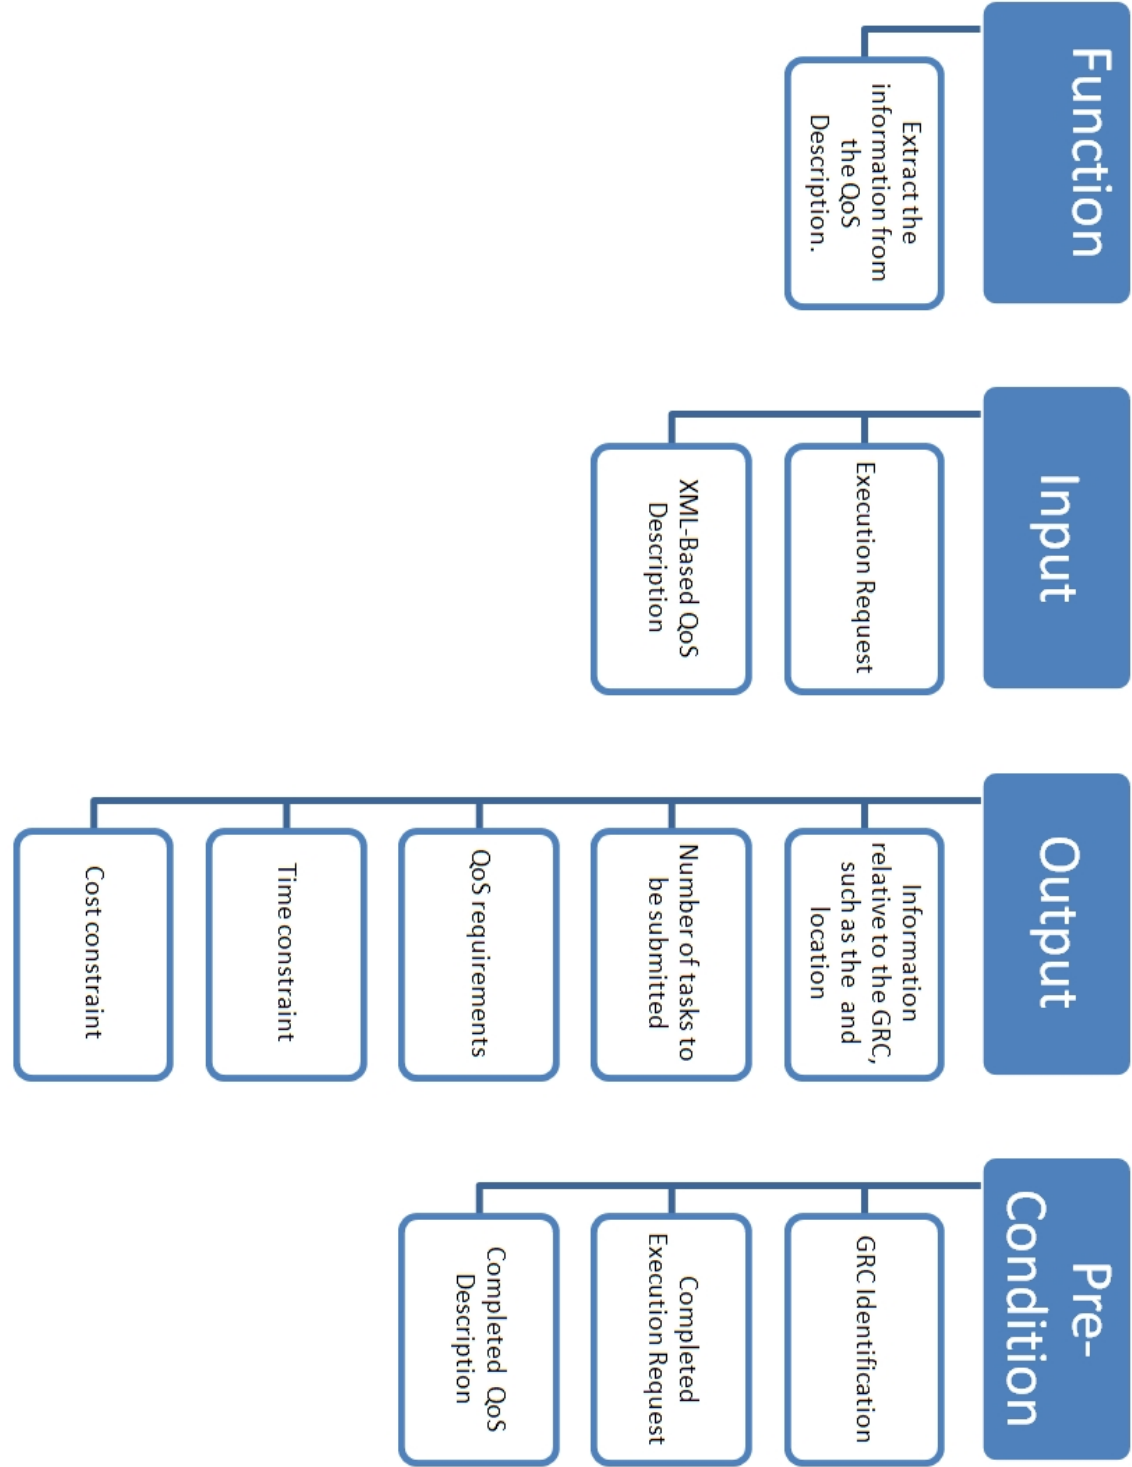 Function
Extract the
information from
the QoS
Description.
Input
Execution Request
XML-Based QoS
Description
Output
Information
relative to the GRC,
such as the  and
location
Number of tasks to
be submitted
QoS requirements
Time constraint
Cost constraint
Pre-
Condition
GRC Identification
Completed
Execution Request
Completed  QoS
Description